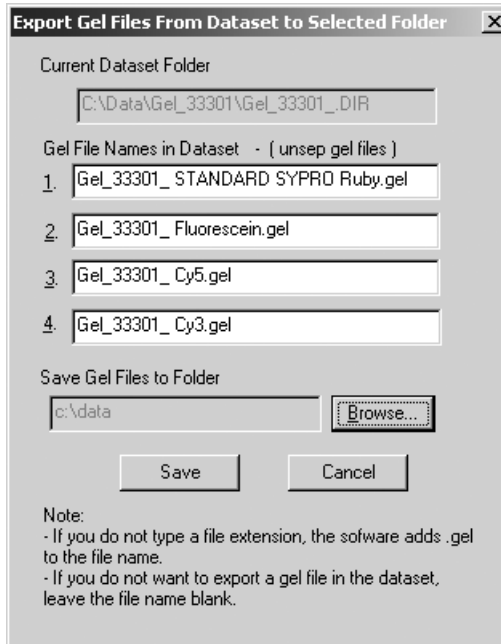 Export Gel Files From Dataset to Selected Folder
Current Dataset Folder
C:\Data\Gel_33301\Gel_33301_.DIR
Gel File Names in Dataset - ( unsep gel files )
1. Gel_33301_ STANDARD SYPRO Ruby.gel
2. Gel_33301_ Fluorescein.gel
3. Gel_33301_ Cy5.gel
4. Gel_33301_ Cy3.gel
Save Gel Files to Folder
c:\data Browse...
Save Cancel
Note:
- If you do not type a file extension, the sofware adds .gel
to the file name.
- If you do not want to export a gel file in the dataset,
leave the file name blank.